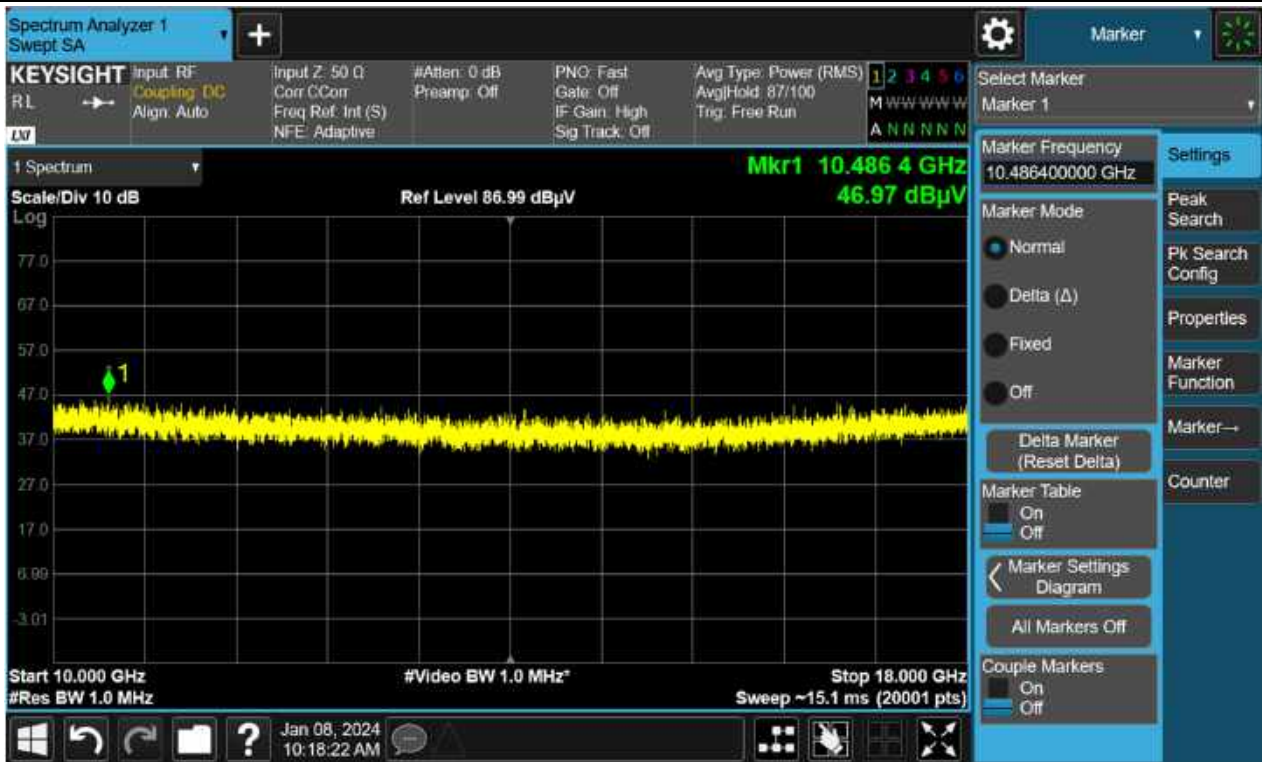 Spectrum Analyzer 1
Swept SA
+
Marker
KEYSIGHT
RL
LXI
Input: RF
Coupling: DC
Align: Auto
Input Z: 50 Ω
Corr CCorr
Freq Ref: Int (S)
NFE: Adaptive
#Atten: 0 dB
Preamp: Off
PNO: Fast
Gate: Off
IF Gain: High
Sig Track: Off
Avg Type: Power (RMS)
Avg|Hold: 87/100
Trig: Free Run
1 2 3 4 5 6
M W W W W W
A N N N N N
Select Marker
Marker 1
1 Spectrum
Scale/Div 10 dB
Ref Level 86.99 dBµV
Mkr1 10.486 4 GHz
46.97 dBµV
Log
77.0
67.0
57.0
47.0
37.0
27.0
17.0
6.99
-3.01
1
Start 10.000 GHz
#Res BW 1.0 MHz
#Video BW 1.0 MHz*
Stop 18.000 GHz
Sweep ~15.1 ms (20001 pts)
Marker Frequency
10.486400000 GHz
Marker Mode
Normal
Delta (Δ)
Fixed
Off
Delta Marker
(Reset Delta)
Marker Table
On
Off
Marker Settings
Diagram
All Markers Off
Couple Markers
On
Off
Settings
Peak
Search
Pk Search
Config
Properties
Marker
Function
Marker→
Counter
?
Jan 08, 2024
10:18:22 AM